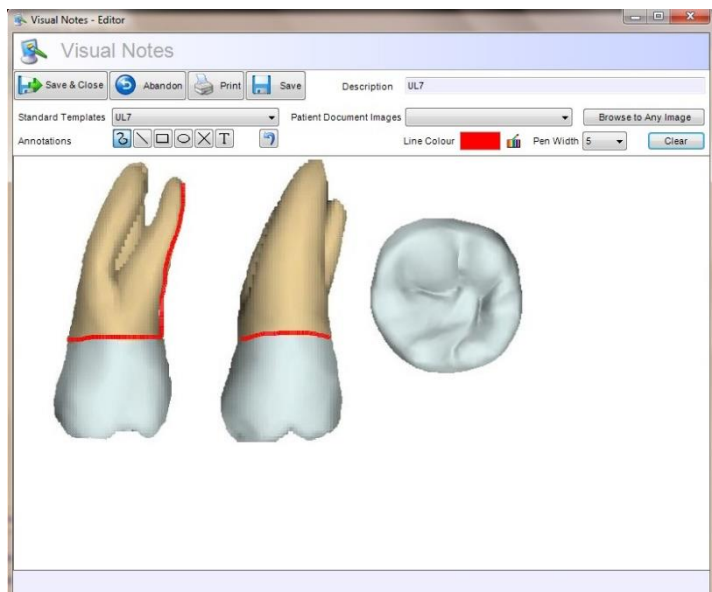 Visual Notes - Editor
Visual Notes
Save & Close Abandon Print Save Description UL7
Standard Templates UL7 Patient Document Images Browse to Any Image
Annotations T Line Colour Pen Width 5 Clear